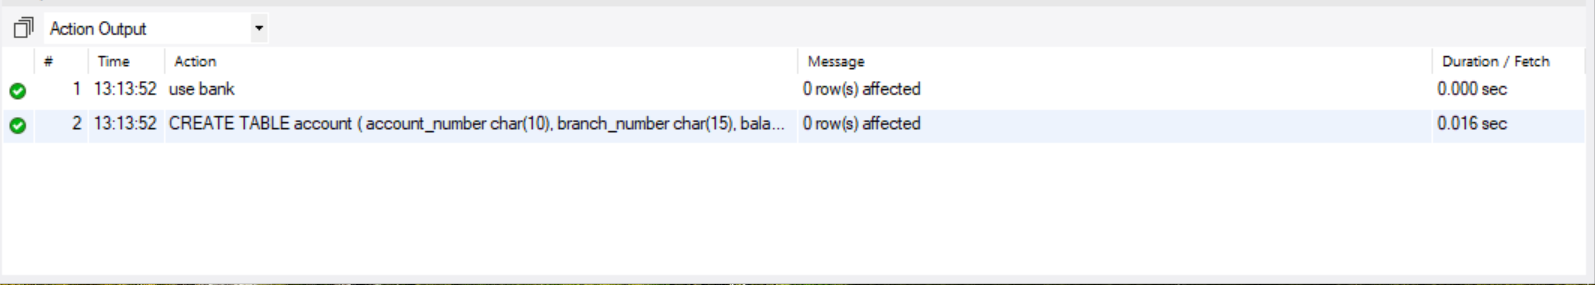 Action Output
# Time Action Message Duration / Fetch
1 13:13:52 use bank 0 row(s) affected 0.000 sec
2 13:13:52 CREATE TABLE account ( account_number char(10), branch_number char(15), bala... 0 row(s) affected 0.016 sec